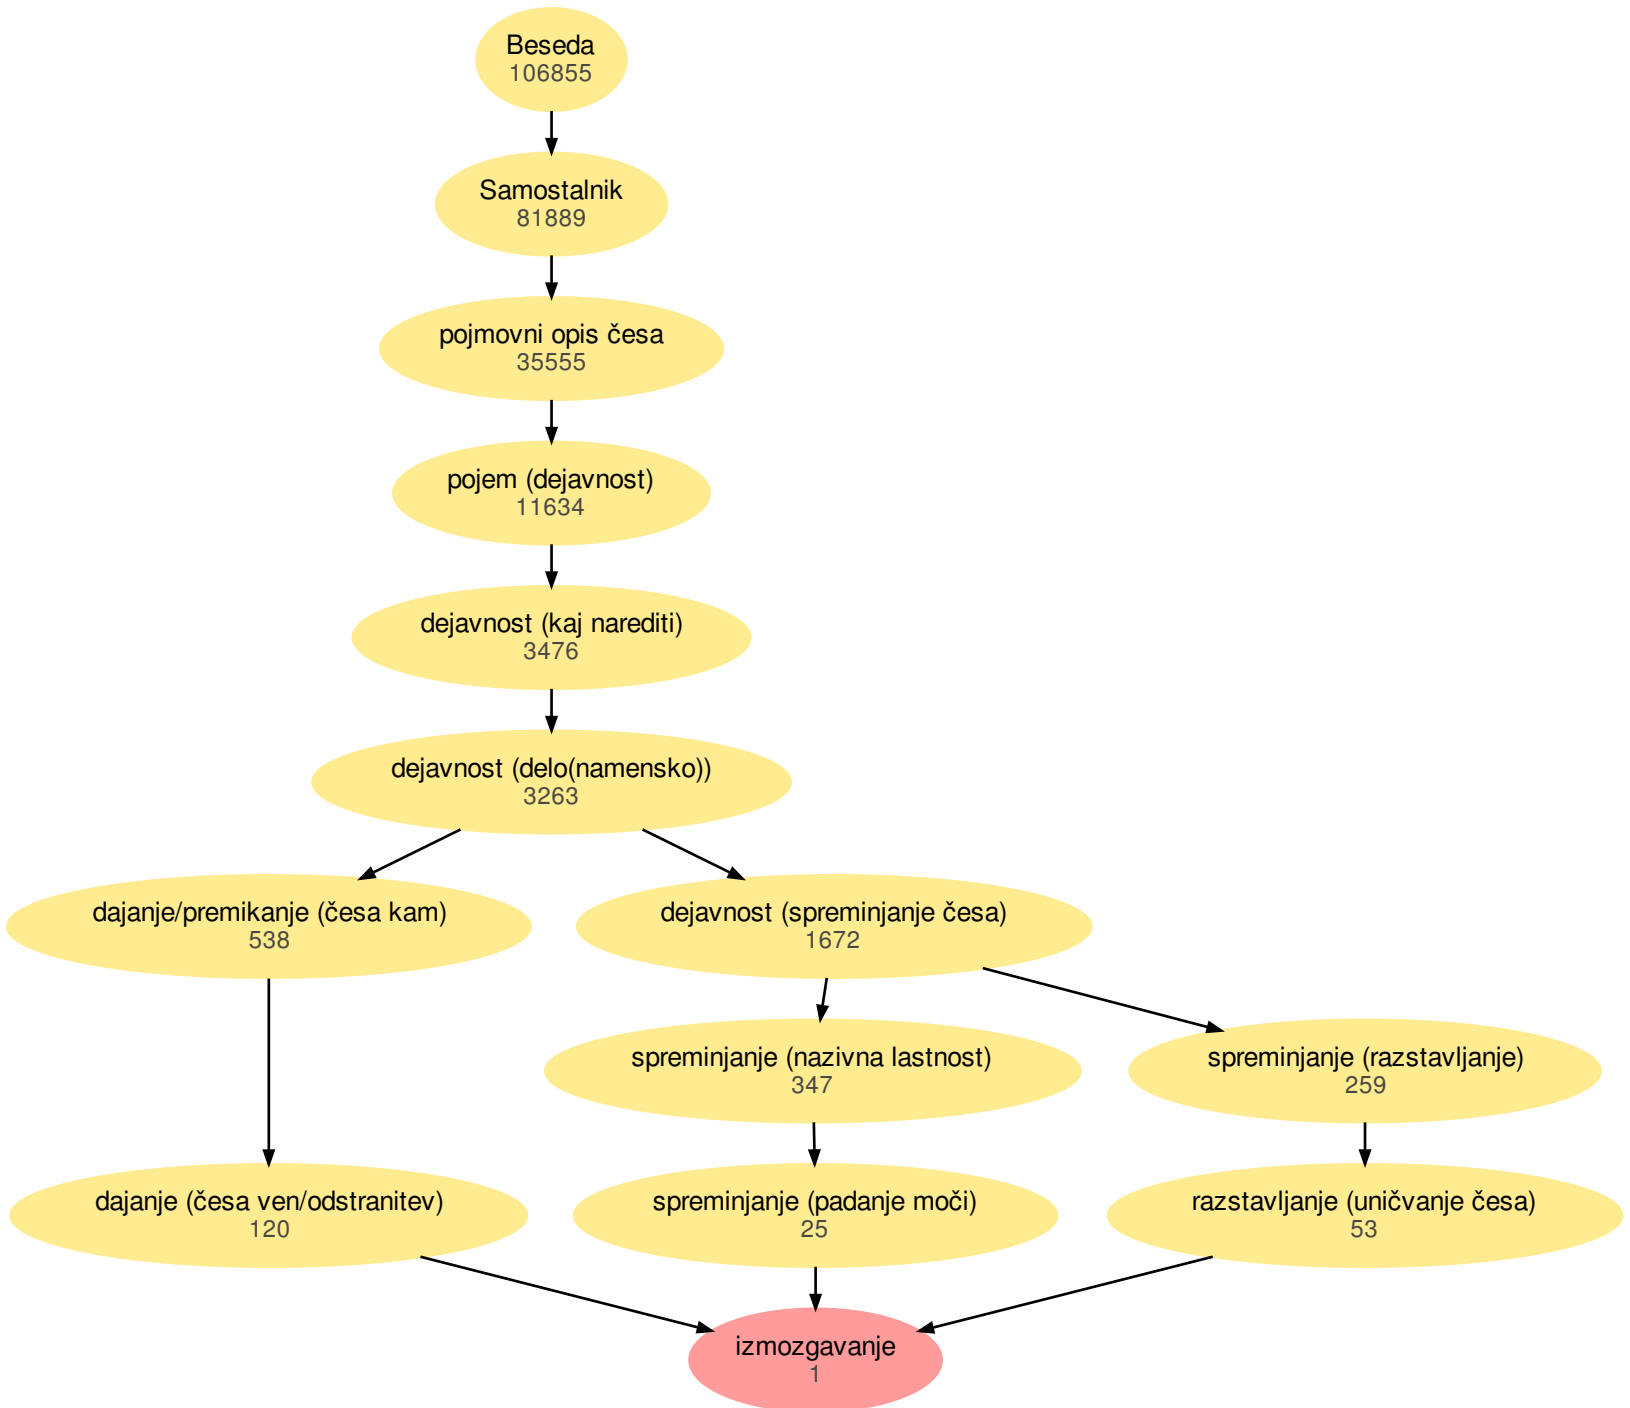 Beseda
106855
Samostalnik
81889
pojmovni opis česa
35555
pojem (dejavnost)
11634
dejavnost (kaj narediti)
3476
dejavnost (delo(namensko))
3263
dajanje/premikanje (česa kam)
538
dejavnost (spreminjanje česa)
1672
spreminjanje (nazivna lastnost)
347
spreminjanje (razstavljanje)
259
dajanje (česa ven/odstranitev)
120
spreminjanje (padanje moči)
25
razstavljanje (uničvanje česa)
53
izmozgavanje
1